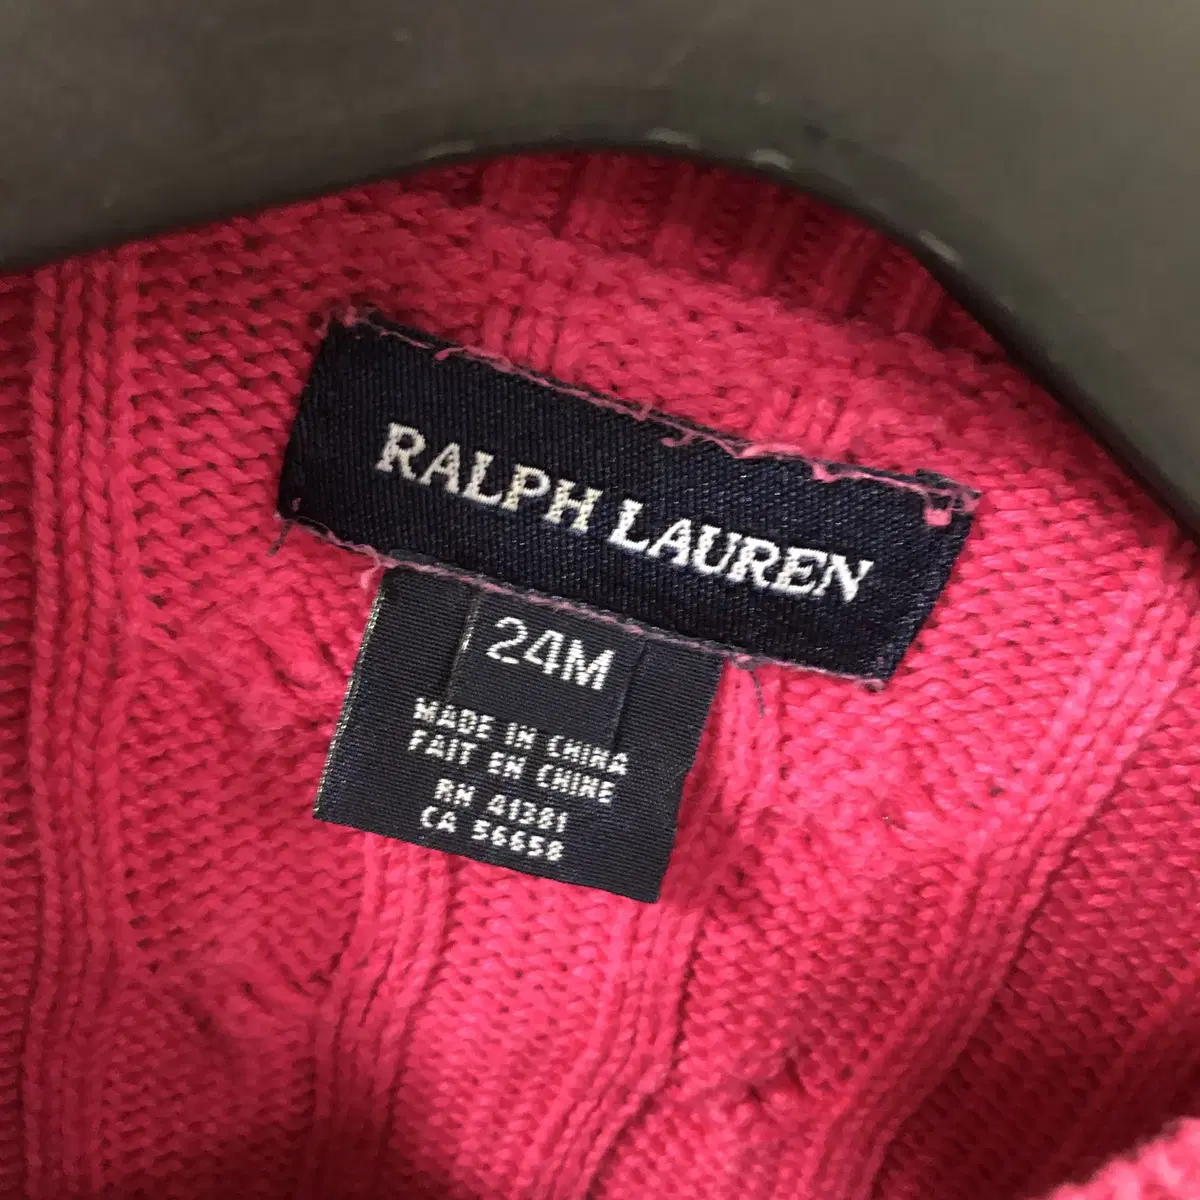 RALPH LAUREN
24M
MADE IN CHINA
FAIT EN CHINE
RN 41381
CA 56658